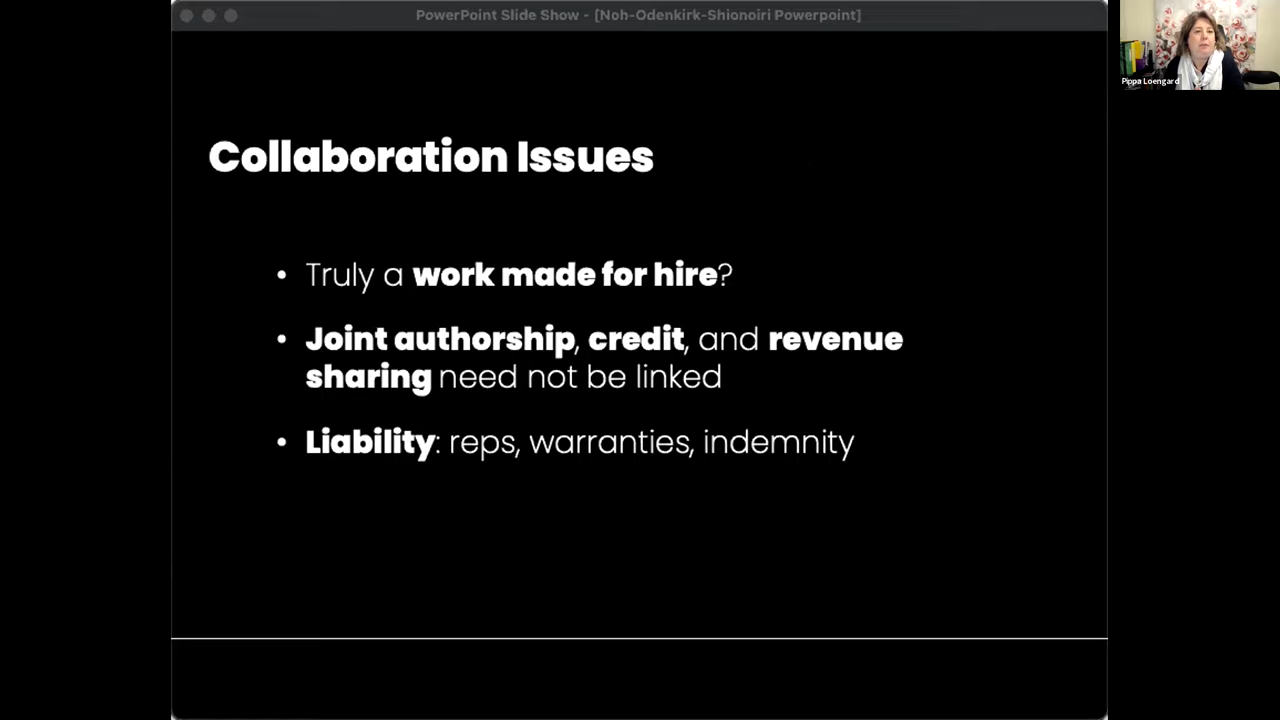 PowerPoint Slide Show - [Noh-Odenkirk-Shionoiri Powerpoint]
Pippa Loengard
Collaboration Issues
• Truly a work made for hire?
• Joint authorship, credit, and revenue
sharing need not be linked
• Liability: reps, warranties, indemnity